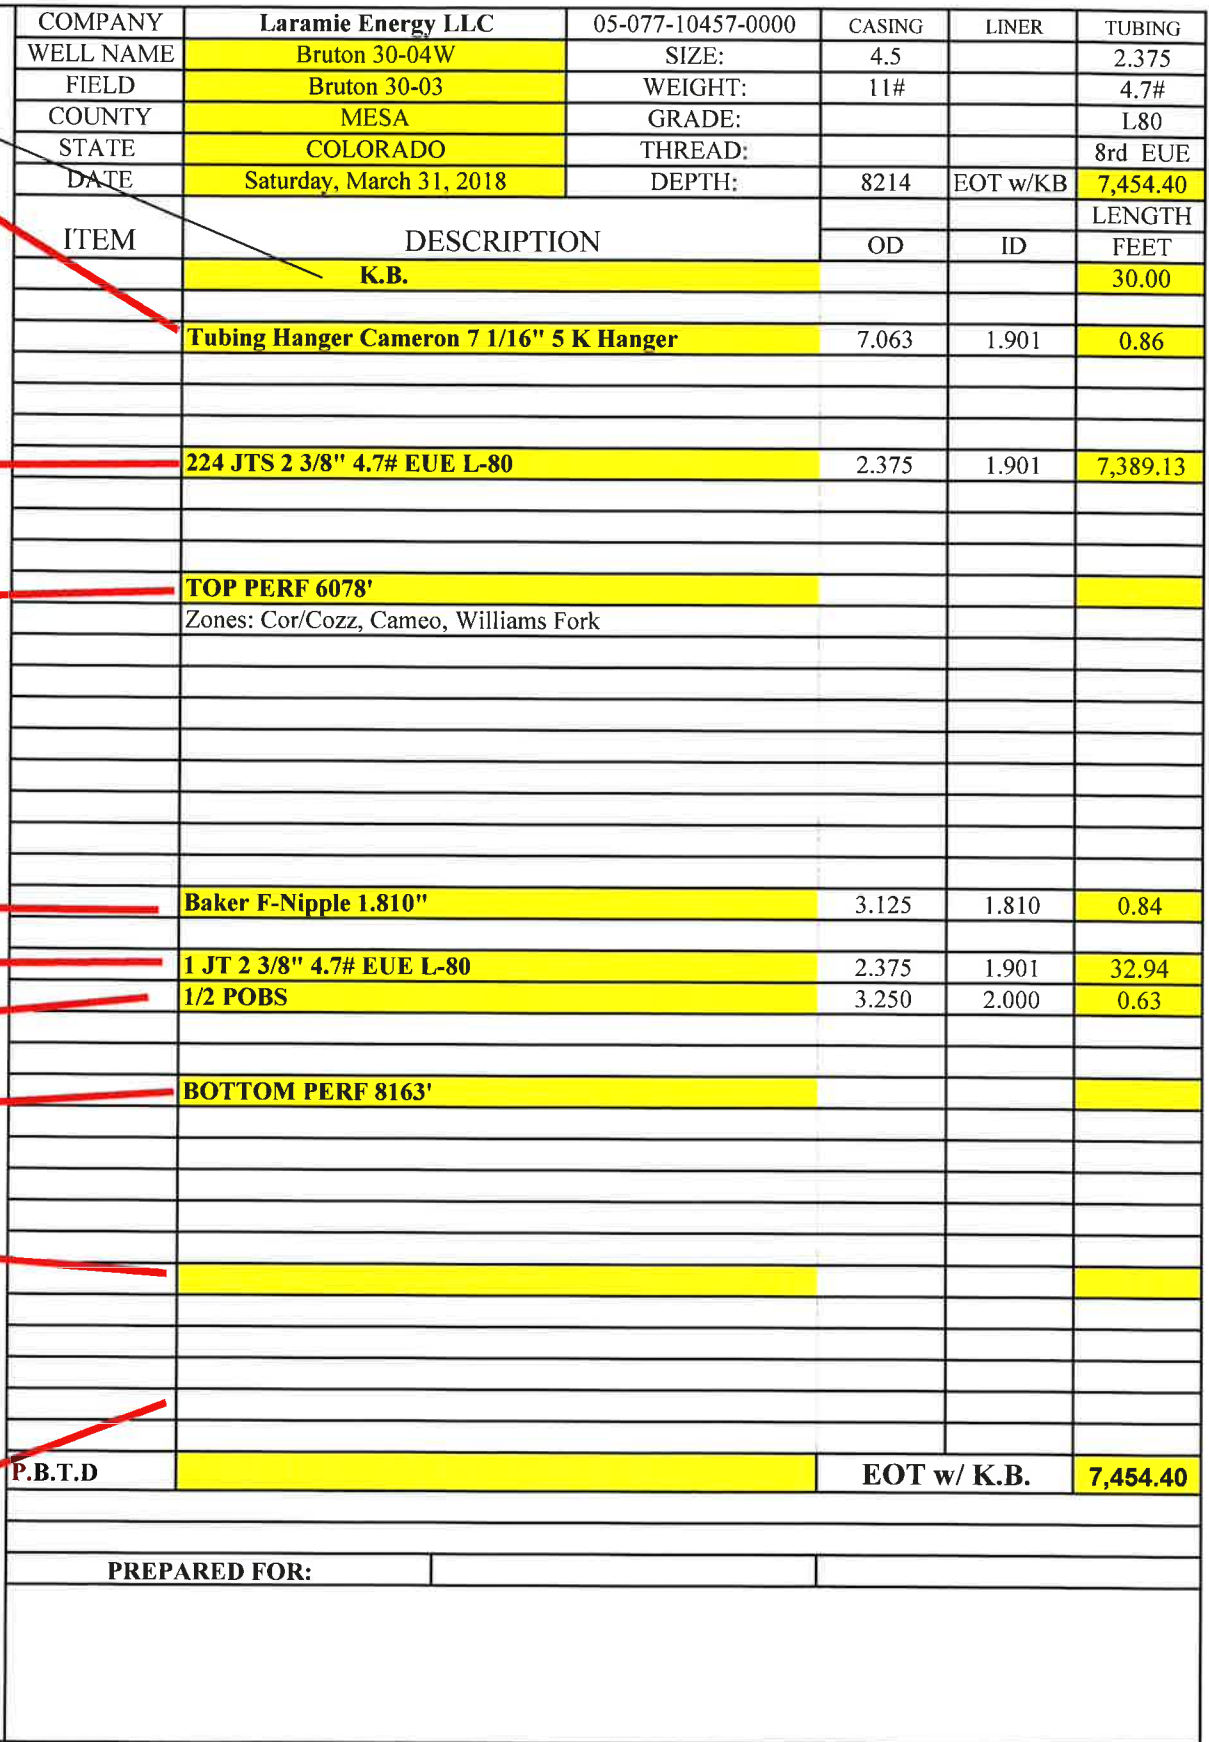 COMPANY Laramie Energy LLC 05-077-10457-0000 CASING LINER TUBING
WELL NAME Bruton 30-04W SIZE: 4.5 2.375
FIELD Bruton 30-03 WEIGHT: 11# 4.7#
COUNTY MESA GRADE: L80
STATE COLORADO THREAD: 8rd EUE
DATE Saturday, March 31, 2018 DEPTH: 8214 EOT w/KB 7,454.40
LENGTH
ITEM DESCRIPTION OD ID FEET
K.B. 30.00
Tubing Hanger Cameron 7 1/16" 5 K Hanger 7.063 1.901 0.86
224 JTS 2 3/8" 4.7# EUE L-80 2.375 1.901 7,389.13
TOP PERF 6078'
Zones: Cor/Cozz, Cameo, Williams Fork
Baker F-Nipple 1.810" 3.125 1.810 0.84
1 JT 2 3/8" 4.7# EUE L-80 2.375 1.901 32.94
1/2 POBS 3.250 2.000 0.63
BOTTOM PERF 8163'
P.B.T.D EOT w/ K.B. 7,454.40
PREPARED FOR: